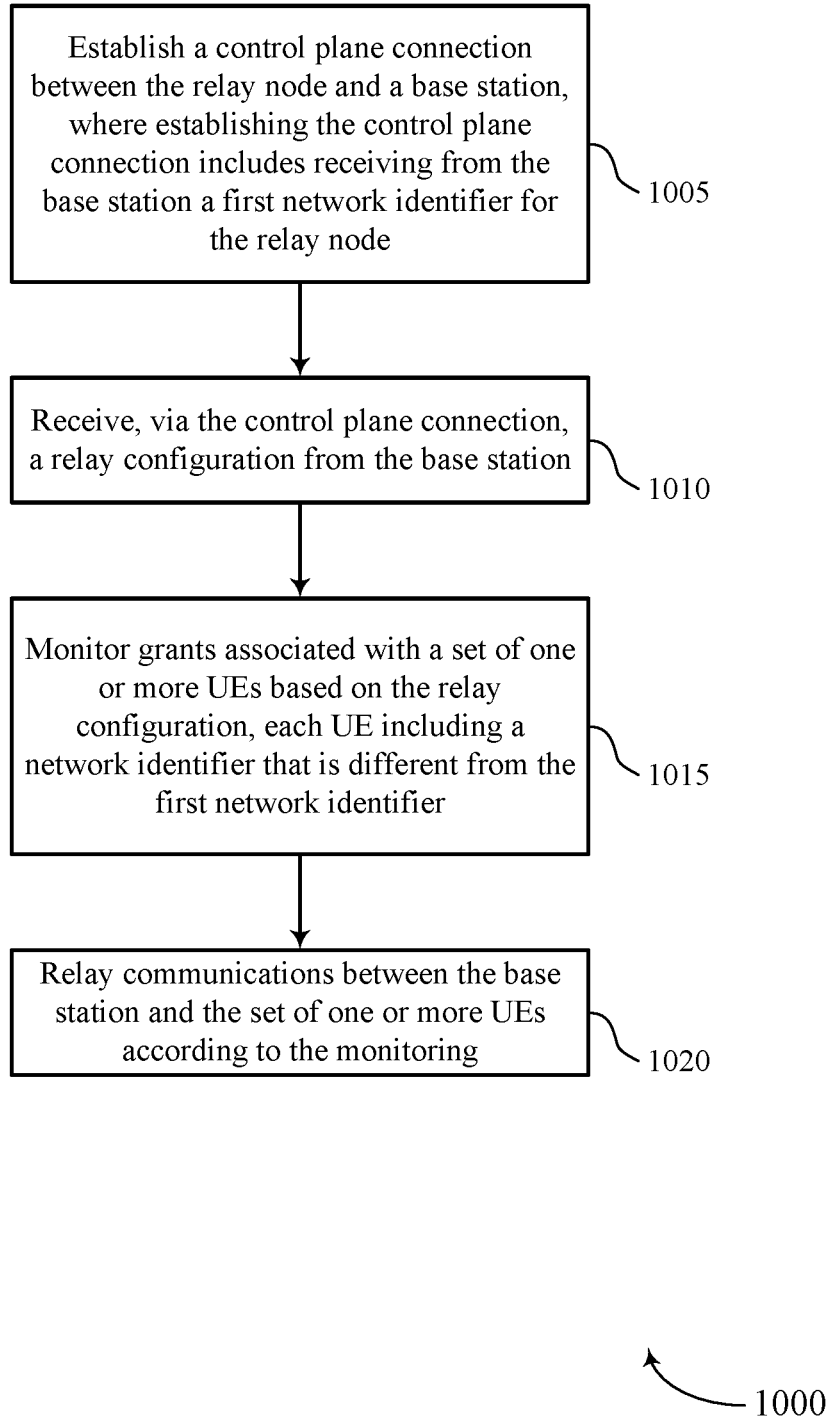 Establish a control plane connection
between the relay node and a base station,
where establishing the control plane
connection includes receiving from the
base station a first network identifier for
the relay node
1005
Receive, via the control plane connection,
a relay configuration from the base station
1010
Monitor grants associated with a set of one
or more UEs based on the relay
configuration, each UE including a
network identifier that is different from the
first network identifier
1015
Relay communications between the base
station and the set of one or more UEs
according to the monitoring
1020
1000